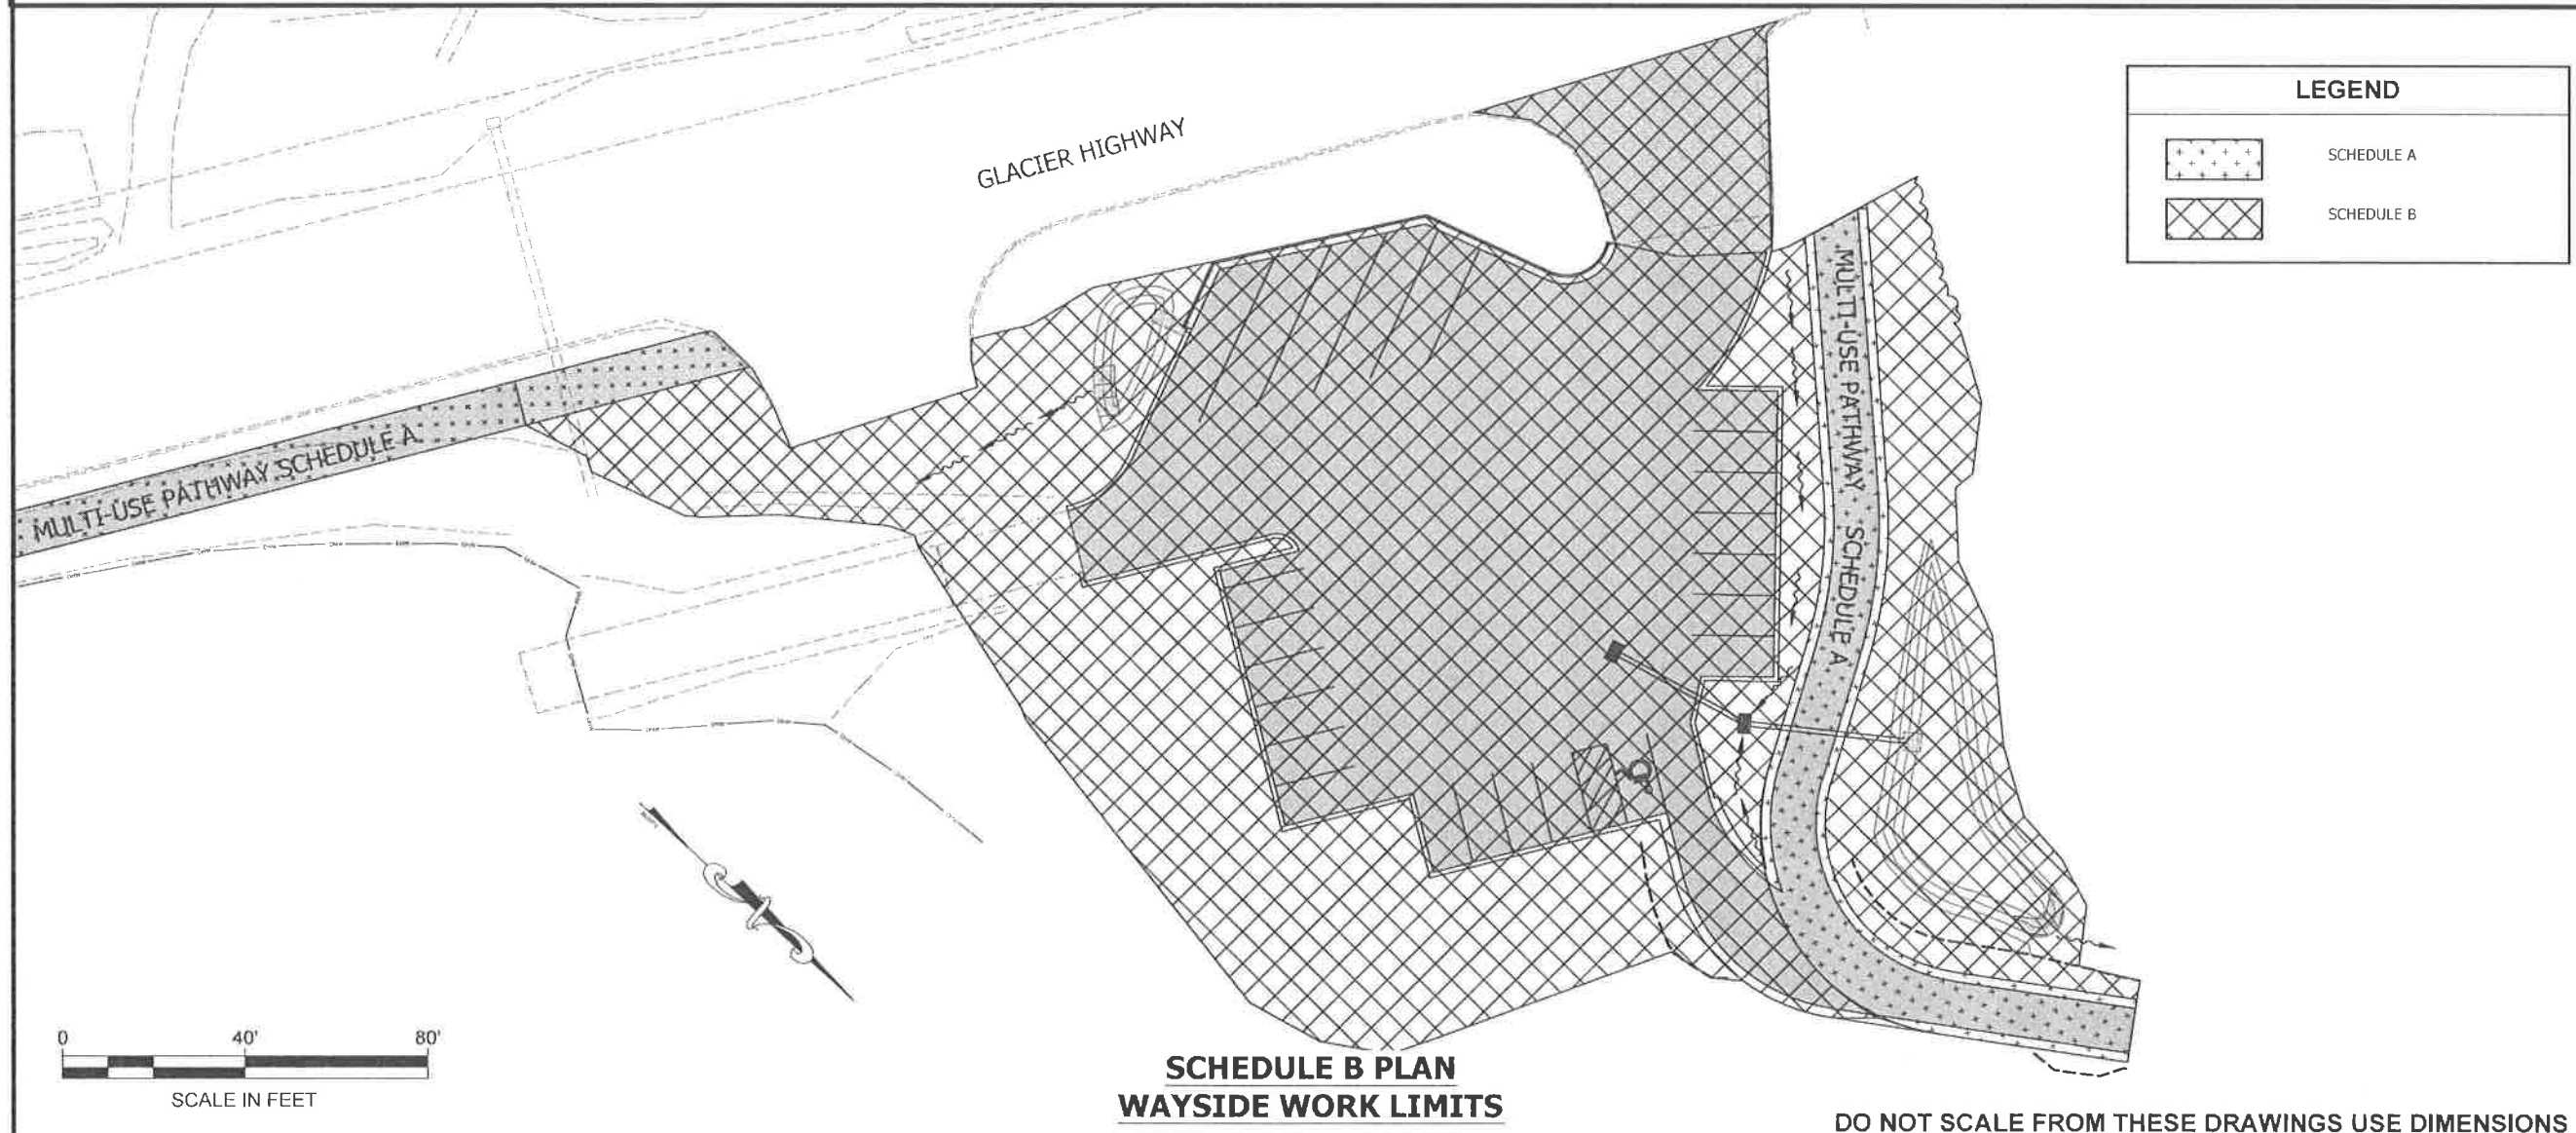 GLACIER HIGHWAY
LEGEND
SCHEDULE A
SCHEDULE B
MULTI-USE PATHWAY SCHEDULE A
MULTI-USE PATHWAY SCHEDULE A
0 40' 80'
SCALE IN FEET
SCHEDULE B PLAN
WAYSIDE WORK LIMITS
DO NOT SCALE FROM THESE DRAWINGS USE DIMENSIONS